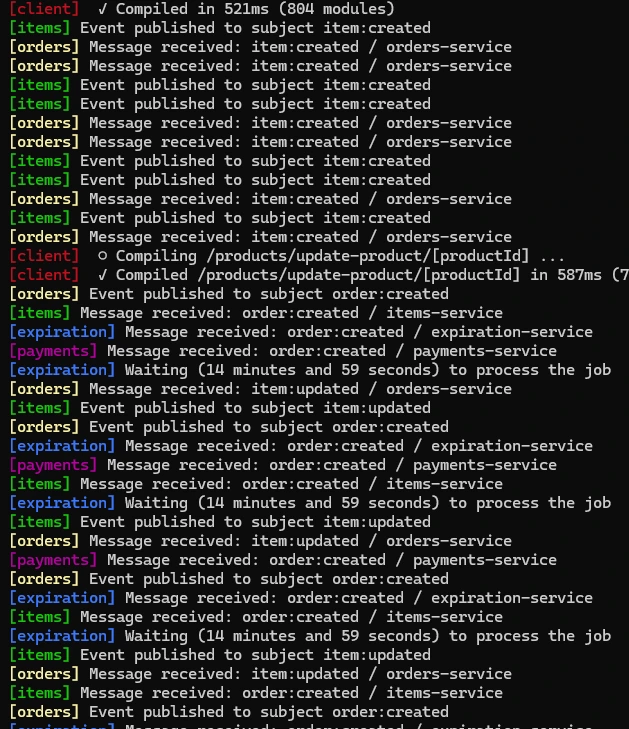 [client]  ✓ Compiled in 521ms (804 modules)
[items] Event published to subject item:created
[orders] Message received: item:created / orders-service
[orders] Message received: item:created / orders-service
[items] Event published to subject item:created
[items] Event published to subject item:created
[orders] Message received: item:created / orders-service
[orders] Message received: item:created / orders-service
[items] Event published to subject item:created
[items] Event published to subject item:created
[orders] Message received: item:created / orders-service
[items] Event published to subject item:created
[orders] Message received: item:created / orders-service
[client]  ○ Compiling /products/update-product/[productId] ...
[client]  ✓ Compiled /products/update-product/[productId] in 587ms (7
[orders] Event published to subject order:created
[items] Message received: order:created / items-service
[expiration] Message received: order:created / expiration-service
[payments] Message received: order:created / payments-service
[expiration] Waiting (14 minutes and 59 seconds) to process the job
[orders] Message received: item:updated / orders-service
[items] Event published to subject item:updated
[orders] Event published to subject order:created
[expiration] Message received: order:created / expiration-service
[payments] Message received: order:created / payments-service
[items] Message received: order:created / items-service
[expiration] Waiting (14 minutes and 59 seconds) to process the job
[items] Event published to subject item:updated
[orders] Message received: item:updated / orders-service
[payments] Message received: order:created / payments-service
[orders] Event published to subject order:created
[expiration] Message received: order:created / expiration-service
[items] Message received: order:created / items-service
[expiration] Waiting (14 minutes and 59 seconds) to process the job
[items] Event published to subject item:updated
[orders] Message received: item:updated / orders-service
[items] Message received: order:created / items-service
[orders] Event published to subject order:created